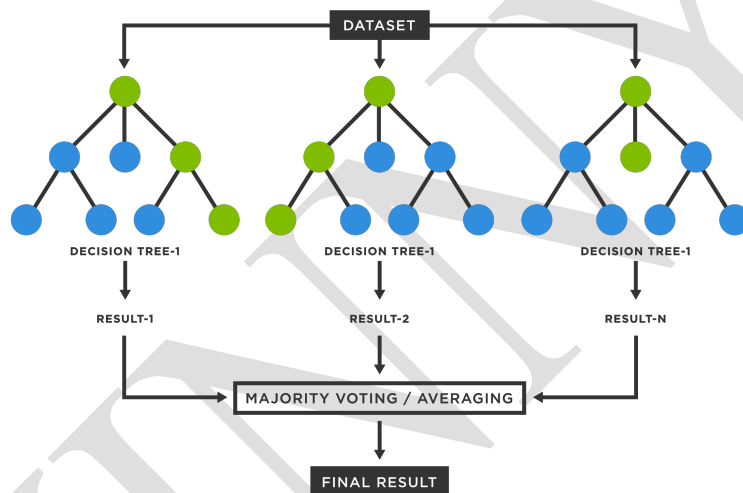 DATASET
DECISION TREE-1 DECISION TREE-1 DECISION TREE-1
RESULT-1 RESULT-2 RESULT-N
MAJORITY VOTING / AVERAGING
FINAL RESULT